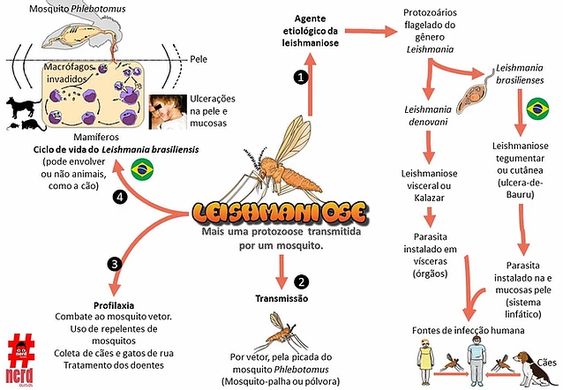 Mosquito Phlebotomus
Pele
Macrófagos
invadidos
Ulcerações
na pele e
mucosas
Mamíferos
Ciclo de vida do Leishmania brasiliensis
(pode envolver
ou não animais,
como a cão)
4
Agente
etiológico da
leishmaniose
1
Protozoários
flagelado do
gênero
Leishmania
Leishmania
brasilienses
Leishmania
denovani
Leishmaniose
visceral ou
Kalazar
Parasita
instalado em
vísceras
(órgãos)
Leishmaniose
tegumentar
ou cutânea
(ulcera-de-
Bauru)
Parasita
instalado na e
mucosas pele
(sistema
linfático)
Fontes de infecção humana
Cães
LEISHMANIOSE
Mais uma protozoose transmitida
por um mosquito.
3
Profilaxia
Combate ao mosquito vetor.
Uso de repelentes de
mosquitos
Coleta de cães e gatos de rua
Tratamento dos doentes
2
Transmissão
Por vetor, pela picada do
mosquito Phlebotomus
(Mosquito-palha ou pólvora)
#
nerd